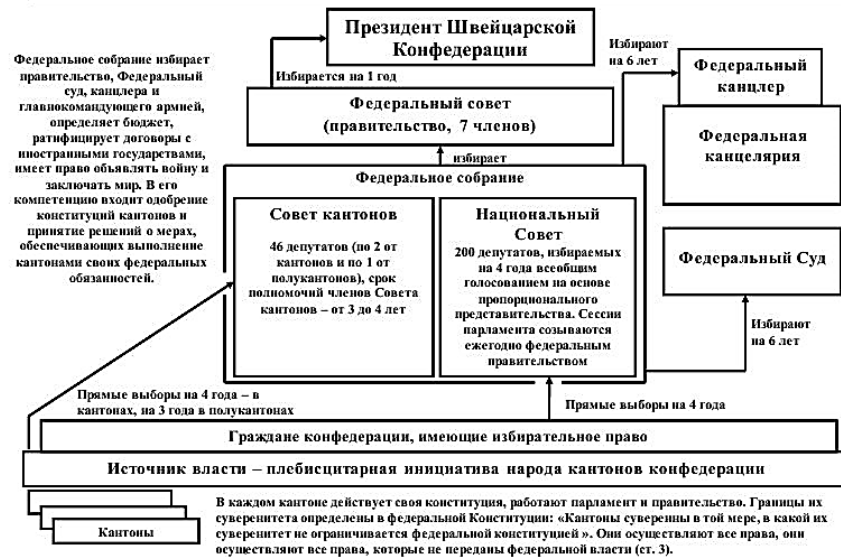 Президент Швейцарской
Конфедерации
Избирают
на 6 лет
Федеральный
канцлер
Федеральная
канцелярия
Федеральное собрание избирает
правительство, Федеральный
суд, канцлера и
главнокомандующего армией,
определяет бюджет,
ратифицирует договоры с
иностранными государствами,
имеет право объявлять войну и
заключать мир. В его
компетенцию входит одобрение
конституций кантонов и
принятие решений о мерах,
обеспечивающих выполнение
кантонами своих федеральных
обязанностей.
Избирается на 1 год
Федеральный совет
(правительство, 7 членов)
избирает
Федеральное собрание
Совет кантонов
46 депутатов (по 2 от
кантонов и по 1 от
полукантонов), срок
полномочий членов Совета
кантонов – от 3 до 4 лет
Национальный
Совет
200 депутатов, избираемых
на 4 года всеобщим
голосованием на основе
пропорционального
представительства. Сессии
парламента созываются
ежегодно федеральным
правительством
Федеральный Суд
Избирают
на 6 лет
Прямые выборы на 4 года – в
кантонах, на 3 года в полукантонах
Прямые выборы на 4 года
Граждане конфедерации, имеющие избирательное право
Источник власти – плебисцитарная инициатива народа кантонов конфедерации
Кантоны
В каждом кантоне действует своя конституция, работают парламент и правительство. Границы их
суверенитета определены в федеральной Конституции: «Кантоны суверенны в той мере, в какой их
суверенитет не ограничивается федеральной конституцией ». Они осуществляют все права, они
осуществляют все права, которые не переданы федеральной власти (ст. 3).